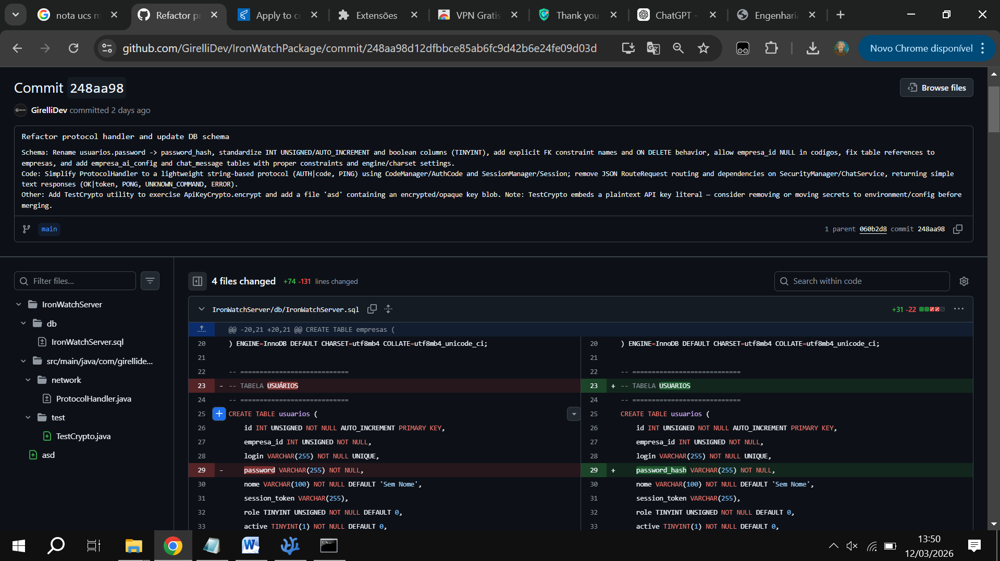 nota ucs m
Refactor pr
Apply to co
Extensões
VPN Gratis
Thank you
ChatGPT -
Engenharia
github.com/GirelliDev/IronWatchPackage/commit/248aa98d12dfbbce85ab6fc9d42b6e24fe09d03d
Novo Chrome disponível
Commit 248aa98
Browse files
GirelliDev committed 2 days ago
Refactor protocol handler and update DB schema
Schema: Rename usuarios.password -> password_hash, standardize INT UNSIGNED/AUTO_INCREMENT and boolean columns (TINYINT), add explicit FK constraint names and ON DELETE behavior, allow empresa_id NULL in codigos, fix table references to
empresas, and add empresa_ai_config and chat_message tables with proper constraints and engine/charset settings.
Code: Simplify ProtocolHandler to a lightweight string-based protocol (AUTH|code, PING) using CodeManager/AuthCode and SessionManager/Session; remove JSON RouteRequest routing and dependencies on SecurityManager/ChatService, returning simple
text responses (OK|token, PONG, UNKNOWN_COMMAND, ERROR).
Other: Add TestCrypto utility to exercise ApiKeyCrypto.encrypt and add a file 'asd' containing an encrypted/opaque key blob. Note: TestCrypto embeds a plaintext API key literal — consider removing or moving secrets to environment/config before
merging.
main
1 parent 060b2d8 commit 248aa98
Filter files...
IronWatchServer
db
IronWatchServer.sql
src/main/java/com/girellide...
network
ProtocolHandler.java
test
TestCrypto.java
asd
4 files changed +74 -131 lines changed
Search within code
IronWatchServer/db/IronWatchServer.sql
+31 -22
@@ -20,21 +20,21 @@ CREATE TABLE empresas (
20 ) ENGINE=InnoDB DEFAULT CHARSET=utf8mb4 COLLATE=utf8mb4_unicode_ci;
21
22 -- ============================
23 - -- TABELA USUÁRIOS
24 -- ============================
25 CREATE TABLE usuarios (
26 id INT UNSIGNED NOT NULL AUTO_INCREMENT PRIMARY KEY,
27 empresa_id INT UNSIGNED NOT NULL,
28 login VARCHAR(255) NOT NULL UNIQUE,
29 - password VARCHAR(255) NOT NULL,
30 nome VARCHAR(100) NOT NULL DEFAULT 'Sem Nome',
31 session_token VARCHAR(255),
32 role TINYINT UNSIGNED NOT NULL DEFAULT 0,
33 active TINYINT(1) NOT NULL DEFAULT 0,
20 ) ENGINE=InnoDB DEFAULT CHARSET=utf8mb4 COLLATE=utf8mb4_unicode_ci;
21
22 -- ============================
23 + -- TABELA USUARIOS
24 -- ============================
25 CREATE TABLE usuarios (
26 id INT UNSIGNED NOT NULL AUTO_INCREMENT PRIMARY KEY,
27 empresa_id INT UNSIGNED NOT NULL,
28 login VARCHAR(255) NOT NULL UNIQUE,
29 + password_hash VARCHAR(255) NOT NULL,
30 nome VARCHAR(100) NOT NULL DEFAULT 'Sem Nome',
31 session_token VARCHAR(255),
32 role TINYINT UNSIGNED NOT NULL DEFAULT 0,
33 active TINYINT(1) NOT NULL DEFAULT 0,
13:50
12/03/2026